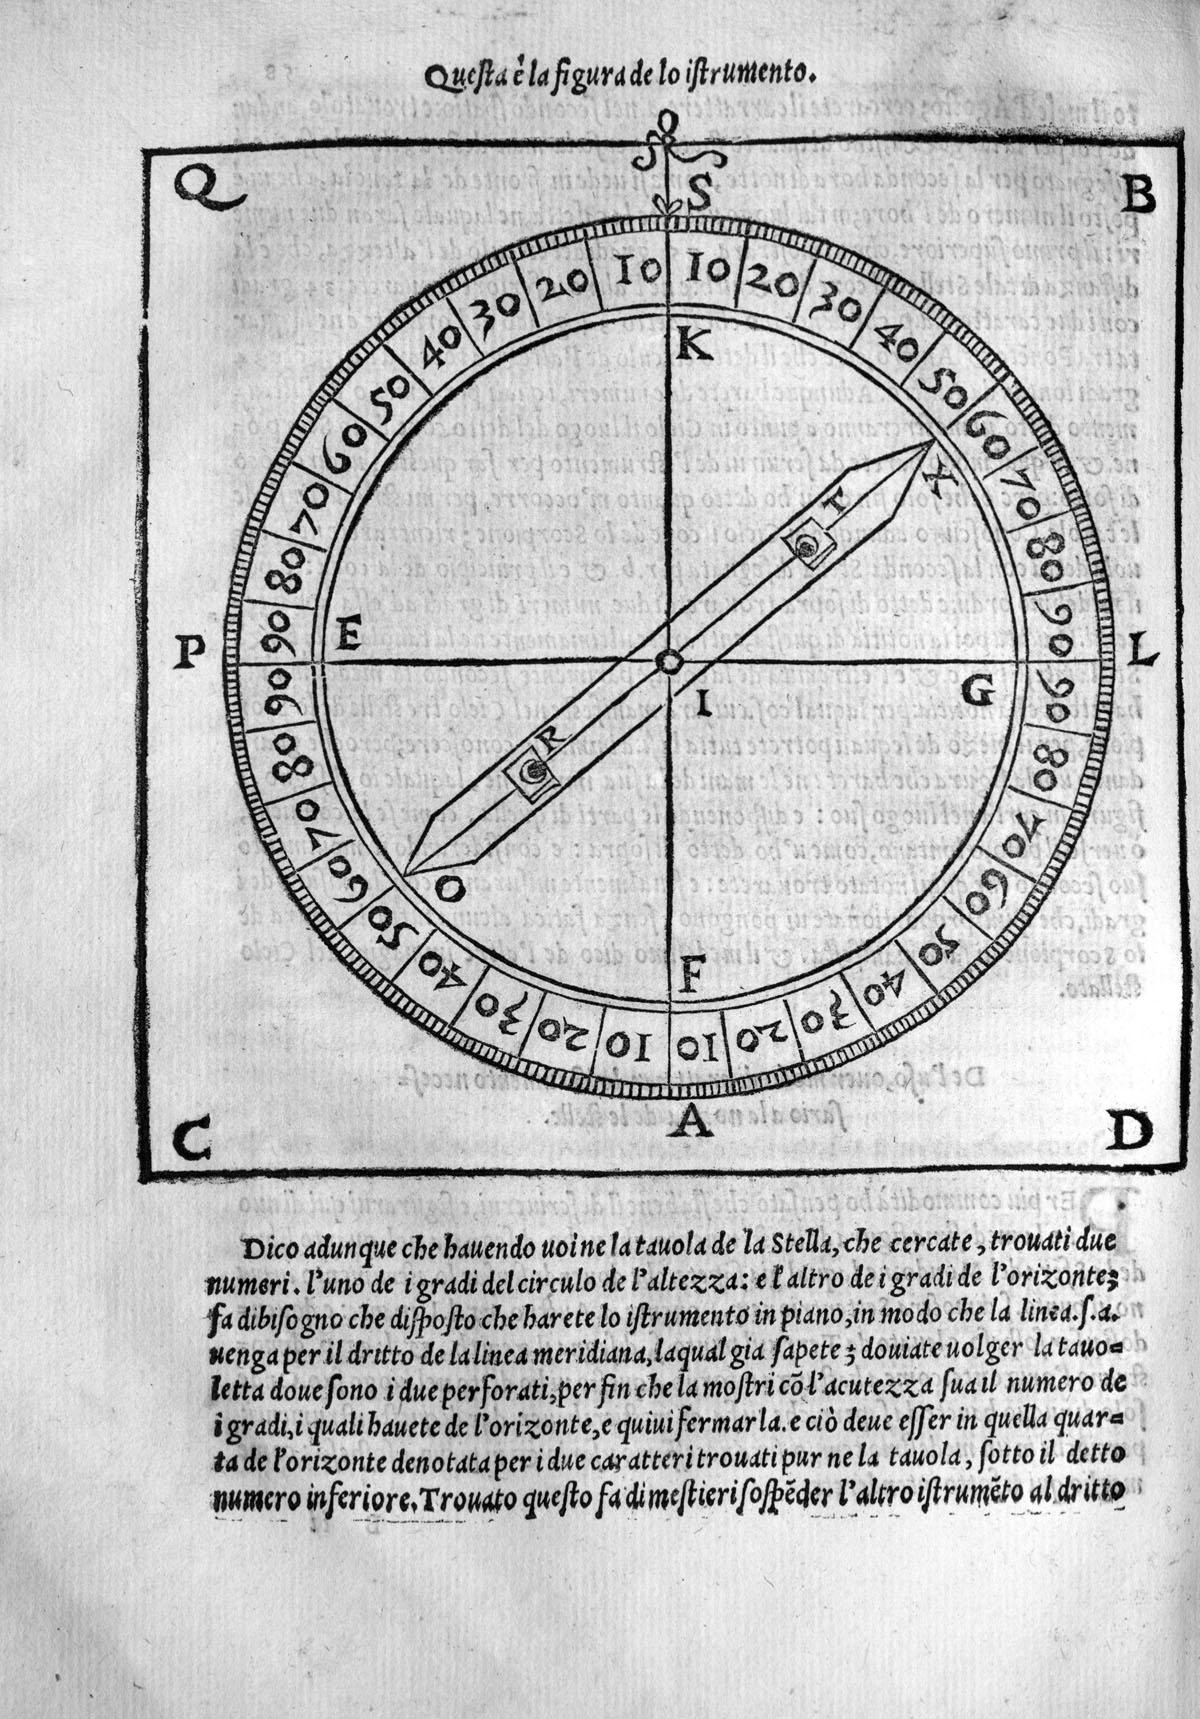 Questa è la figura de lo iſtrumento.
S
Q B
10 10
20 20
30 30
40 40
50 50
60 60
70 70
80 80
90 90
K
X
T
P E L
I G
R
O
90 90
80 80
70 70
60 60
50 50
40 40
30 30
20 20
10 10
F
A
C D
Dico adunque che hauendo uoi ne la tauola de la Stella, che cercate, trouati due
numeri. l'uno de i gradi del circulo de l'altezza: e l'altro de i gradi de l'orizonte;
fa dibiſogno che diſpoſto che harete lo iſtrumento in piano, in modo che la linea.ſ.a.
uenga per il dritto de la linea meridiana, laqual gia ſapete; douiate uolger la tauo=
letta doue ſono i due perforati, per fin che la moſtri cõ l'acutezza ſua il numero de
i gradi, i quali hauete de l'orizonte, e quiui fermarla. e ciò deue eſſer in quella quar=
ta de l'orizonte denotata per i due caratteri trouati pur ne la tauola, ſotto il detto
numero inferiore. Trouato queſto fa di meſtieri ſoſpẽder l'altro iſtrumẽto al dritto